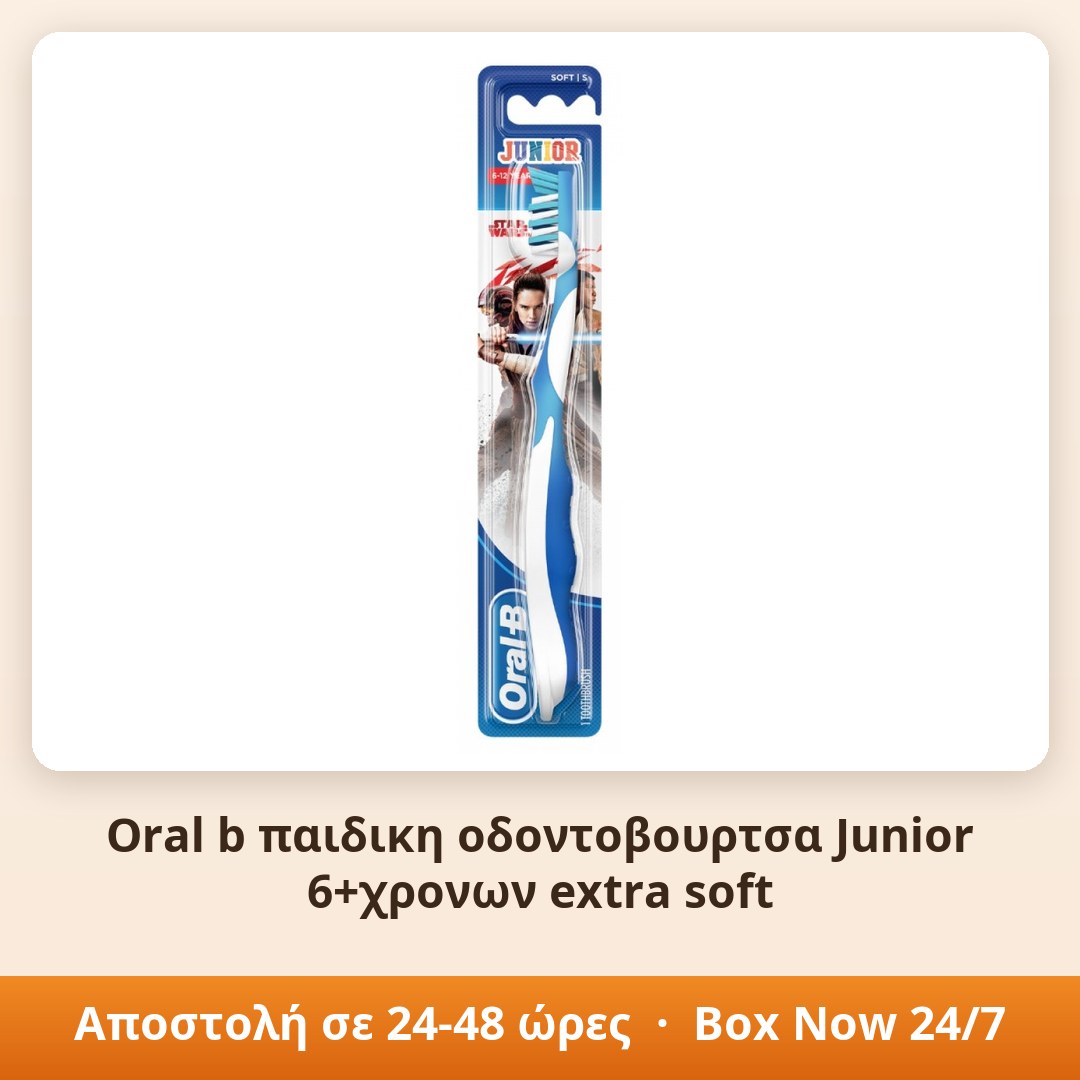 SOFT | S
JUNIOR
6-12 YEAR
STAR
WARS
Oral-B
1 TOOTHBRUSH
Oral b παιδικη οδοντοβουρτσα Junior
6+χρονων extra soft
Αποστολή σε 24-48 ώρες · Box Now 24/7